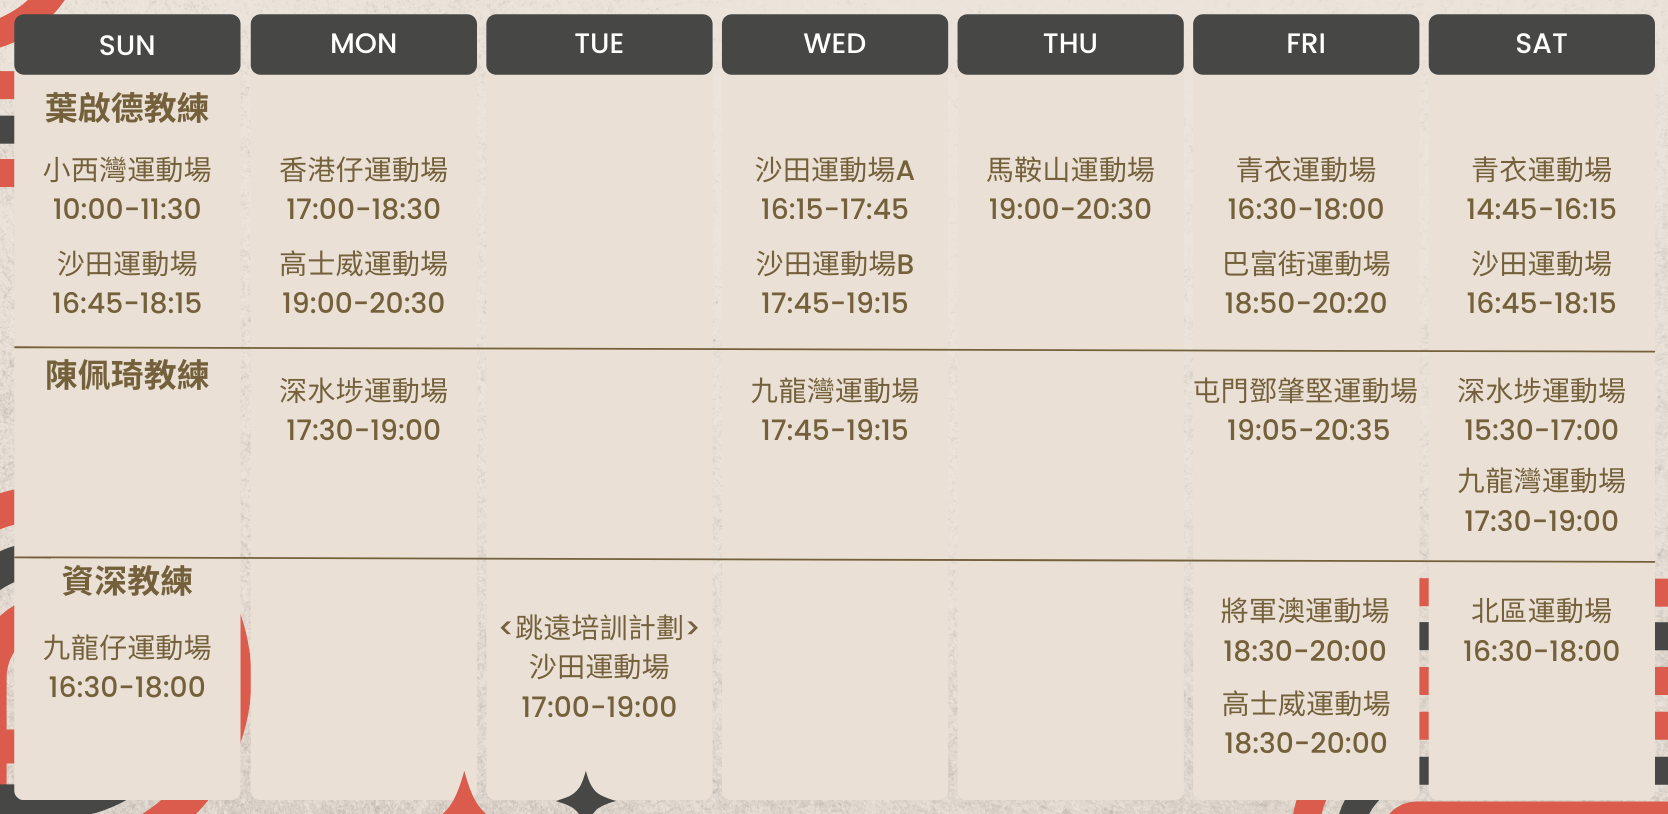 SUN
MON
TUE
WED
THU
FRI
SAT
葉啟德教練
小西灣運動場
10:00-11:30
沙田運動場
16:45-18:15
香港仔運動場
17:00-18:30
高士威運動場
19:00-20:30
沙田運動場A
16:15-17:45
沙田運動場B
17:45-19:15
馬鞍山運動場
19:00-20:30
青衣運動場
16:30-18:00
巴富街運動場
18:50-20:20
青衣運動場
14:45-16:15
沙田運動場
16:45-18:15
陳佩琦教練
深水埗運動場
17:30-19:00
九龍灣運動場
17:45-19:15
屯門鄧肇堅運動場
19:05-20:35
深水埗運動場
15:30-17:00
九龍灣運動場
17:30-19:00
資深教練
九龍仔運動場
16:30-18:00
<跳遠培訓計劃>
沙田運動場
17:00-19:00
將軍澳運動場
18:30-20:00
高士威運動場
18:30-20:00
北區運動場
16:30-18:00